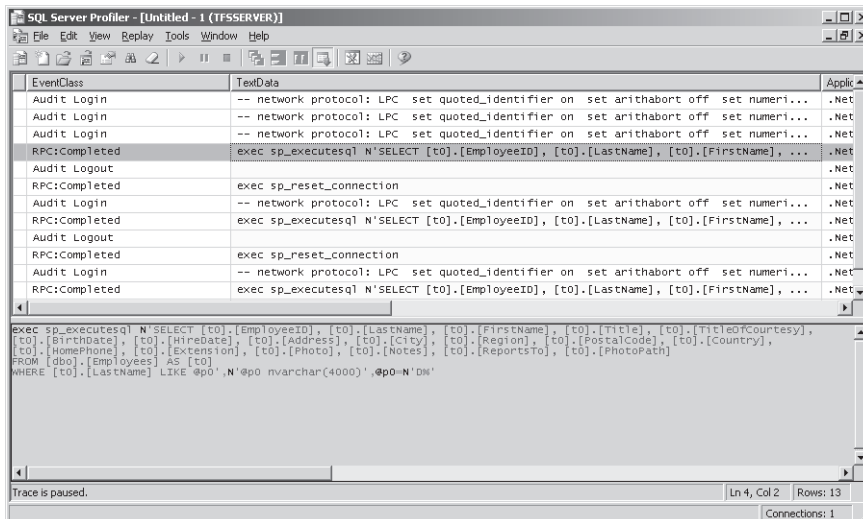 SQL Server Profiler - [Untitled - 1 (TFSSERVER)]
File Edit View Replay Tools Window Help
EventClass TextData Applic
Audit Login -- network protocol: LPC set quoted_identifier on set arithabort off set numeri... .Net
Audit Login -- network protocol: LPC set quoted_identifier on set arithabort off set numeri... .Net
Audit Login -- network protocol: LPC set quoted_identifier on set arithabort off set numeri... .Net
RPC:Completed exec sp_executesql N'SELECT [t0].[EmployeeID], [t0].[LastName], [t0].[FirstName], ... .Net
Audit Logout .Net
RPC:Completed exec sp_reset_connection .Net
Audit Login -- network protocol: LPC set quoted_identifier on set arithabort off set numeri... .Net
RPC:Completed exec sp_executesql N'SELECT [t0].[EmployeeID], [t0].[LastName], [t0].[FirstName], ... .Net
Audit Logout .Net
RPC:Completed exec sp_reset_connection .Net
Audit Login -- network protocol: LPC set quoted_identifier on set arithabort off set numeri... .Net
RPC:Completed exec sp_executesql N'SELECT [t0].[EmployeeID], [t0].[LastName], [t0].[FirstName], ... .Net
exec sp_executesql N'SELECT [t0].[EmployeeID], [t0].[LastName], [t0].[FirstName], [t0].[Title], [t0].[TitleOfCourtesy],
[t0].[BirthDate], [t0].[HireDate], [t0].[Address], [t0].[City], [t0].[Region], [t0].[PostalCode], [t0].[Country],
[t0].[HomePhone], [t0].[Extension], [t0].[Photo], [t0].[Notes], [t0].[ReportsTo], [t0].[PhotoPath]
FROM [dbo].[Employees] AS [t0]
WHERE [t0].[LastName] LIKE @p0',N'@p0 nvarchar(4000)',@p0=N'D%'
Trace is paused. Ln 4, Col 2 Rows: 13
Connections: 1